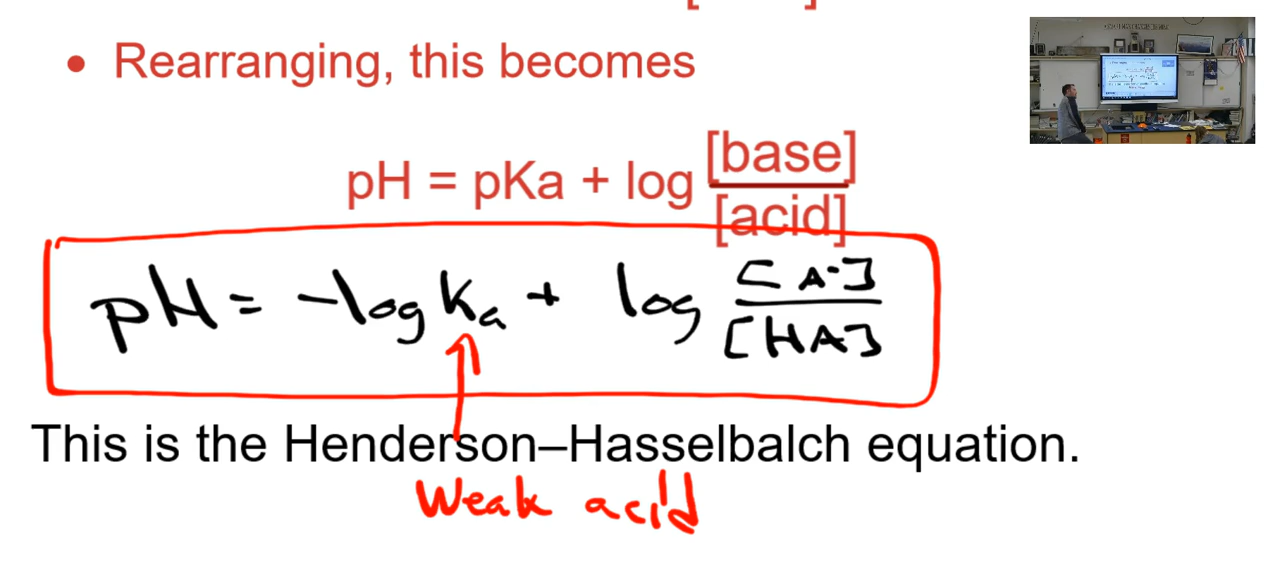 • Rearranging, this becomes
pH = pKa + log [base]/[acid]
pH = -log Ka + log [A-]/[HA]
This is the Henderson–Hasselbalch equation.
Weak acid